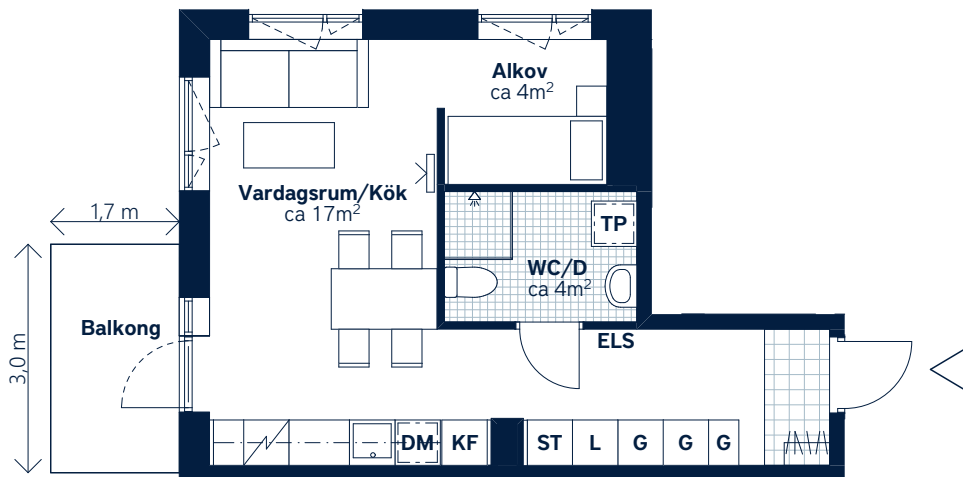 Alkov
ca 4m²
Vardagsrum/Kök
ca 17m²
1,7 m
TP
WC/D
ca 4m²
Balkong
3,0 m
ELS
DM
KF
ST
L
G
G
G